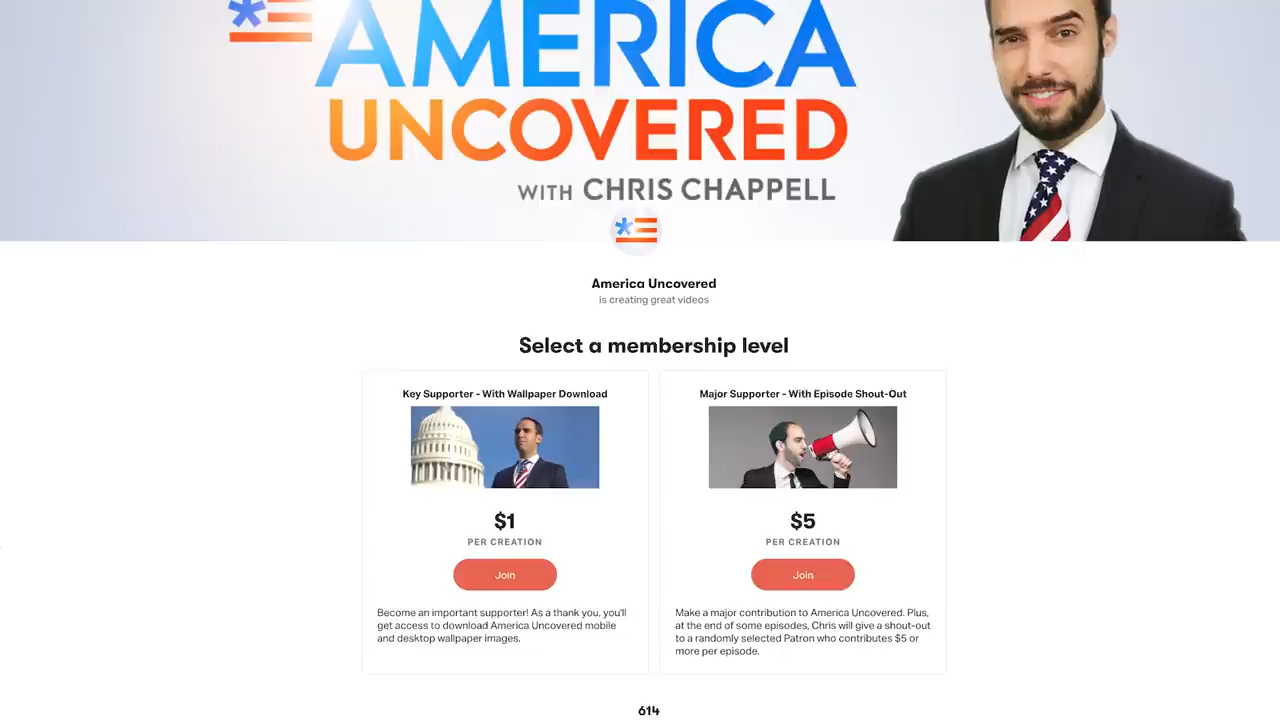 AMERICA
UNCOVERED
WITH CHRIS CHAPPELL
America Uncovered
is creating great videos
Select a membership level
Key Supporter - With Wallpaper Download
$1
PER CREATION
Join
Become an important supporter! As a thank you, you'll
get access to download America Uncovered mobile
and desktop wallpaper images.
Major Supporter - With Episode Shout-Out
$5
PER CREATION
Join
Make a major contribution to America Uncovered. Plus,
at the end of some episodes, Chris will give a shout-out
to a randomly selected Patron who contributes $5 or
more per episode.
614